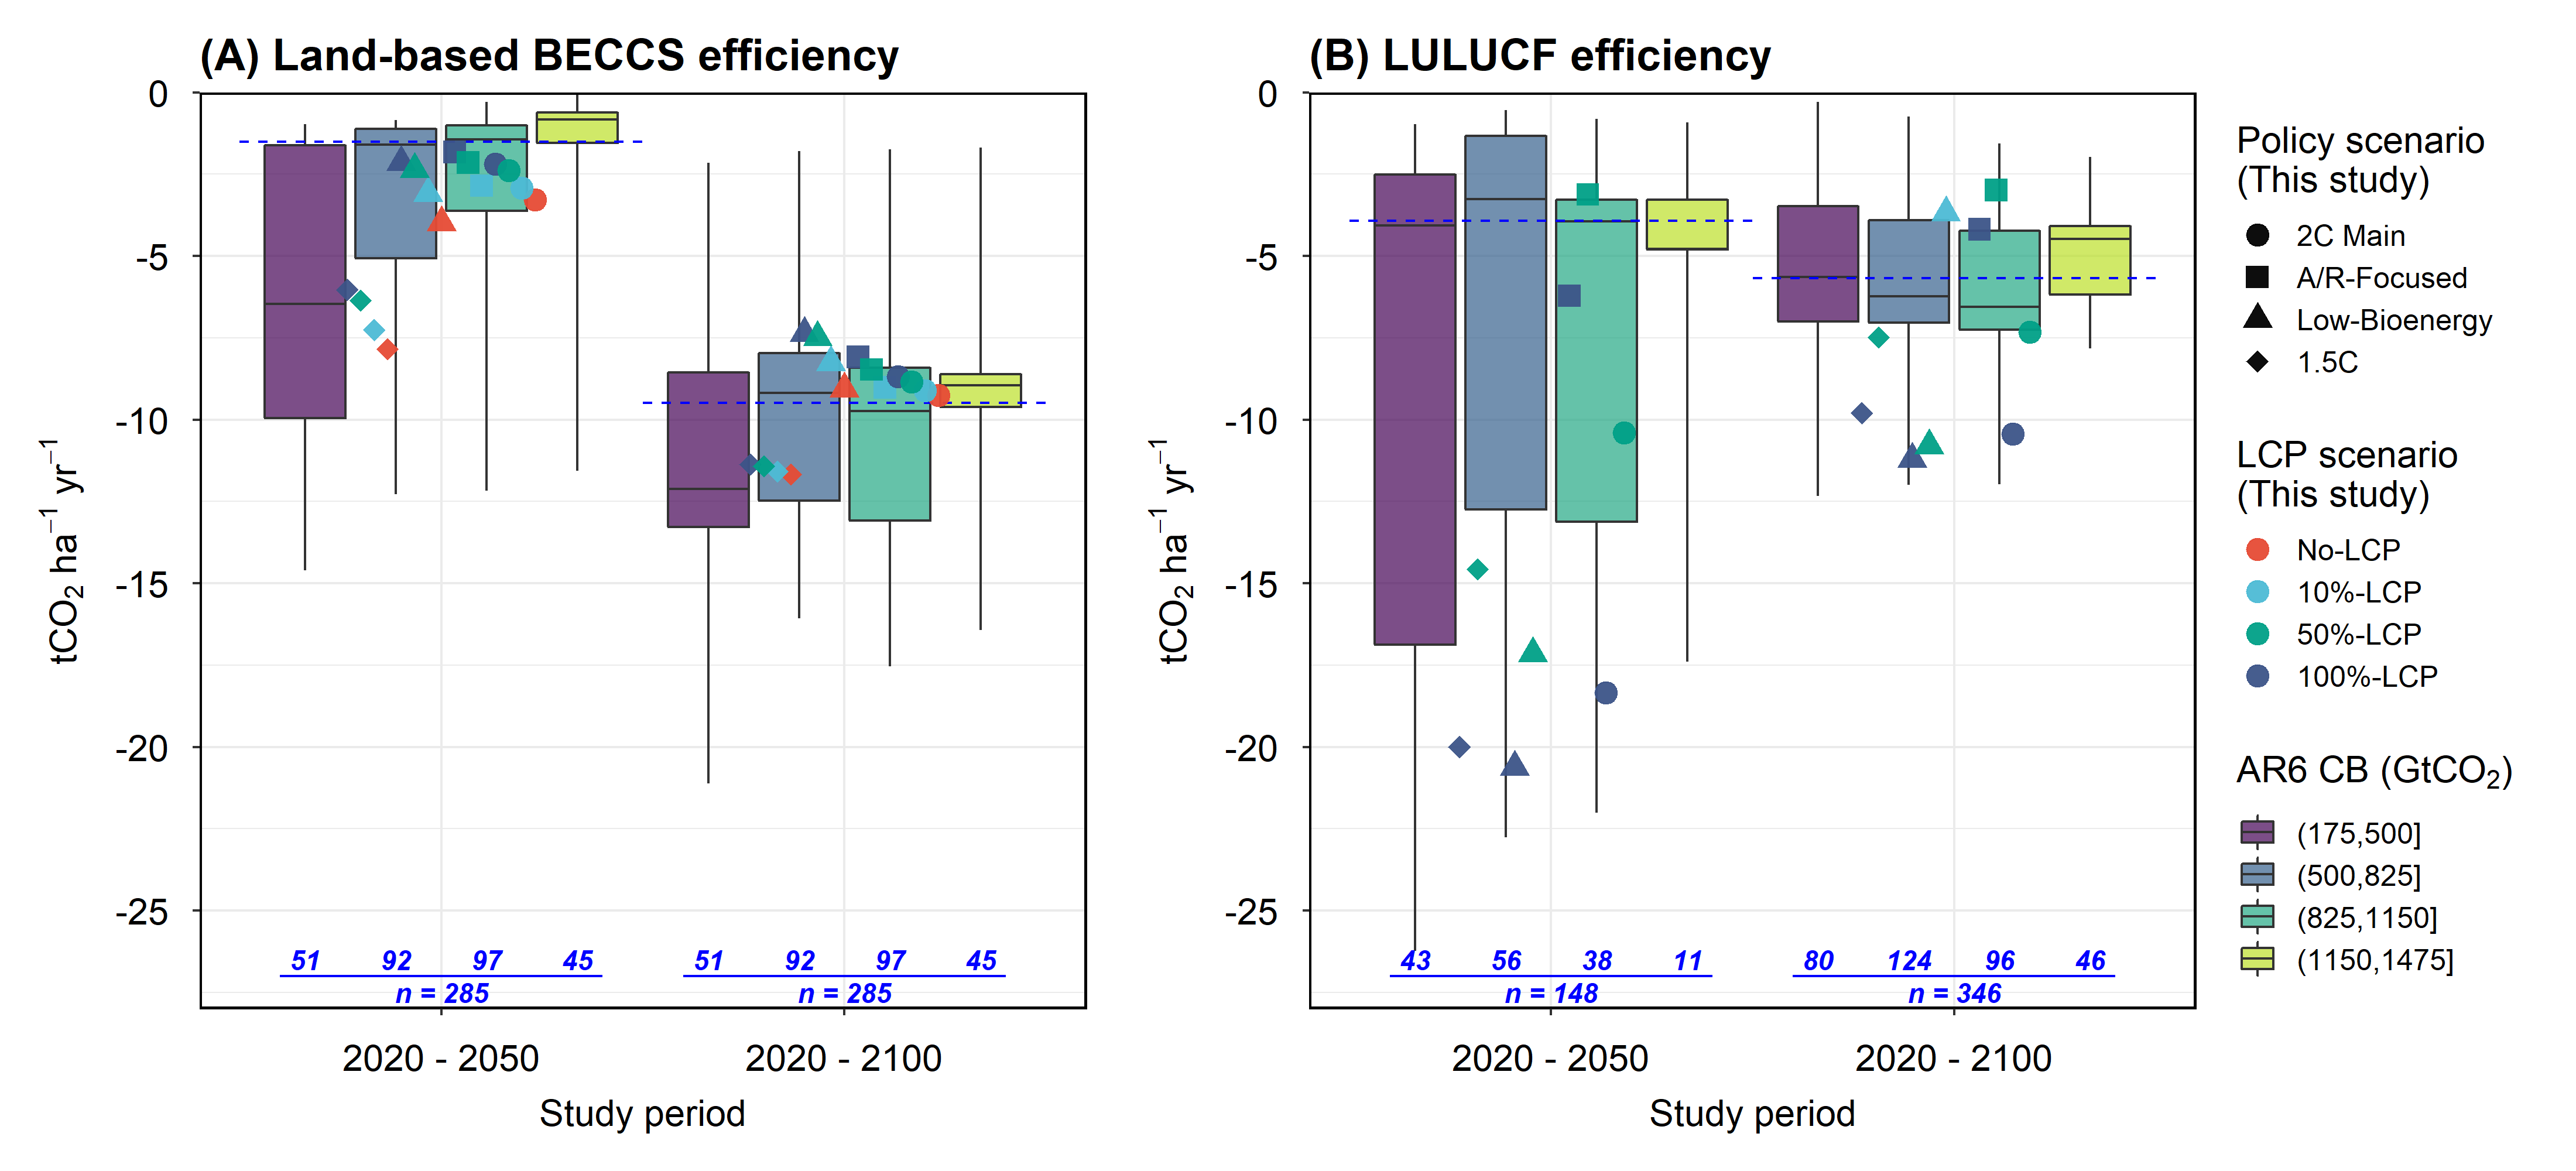 (A) Land-based BECCS efficiency
0
-5
-10
-15
-20
-25
tCO₂ ha⁻¹ yr⁻¹
51 92 97 45
n = 285
51 92 97 45
n = 285
2020 - 2050
2020 - 2100
Study period
(B) LULUCF efficiency
0
-5
-10
-15
-20
-25
tCO₂ ha⁻¹ yr⁻¹
43 56 38 11
n = 148
80 124 96 46
n = 346
2020 - 2050
2020 - 2100
Study period
Policy scenario
(This study)
2C Main
A/R-Focused
Low-Bioenergy
1.5C
LCP scenario
(This study)
No-LCP
10%-LCP
50%-LCP
100%-LCP
AR6 CB (GtCO₂)
(175,500]
(500,825]
(825,1150]
(1150,1475]